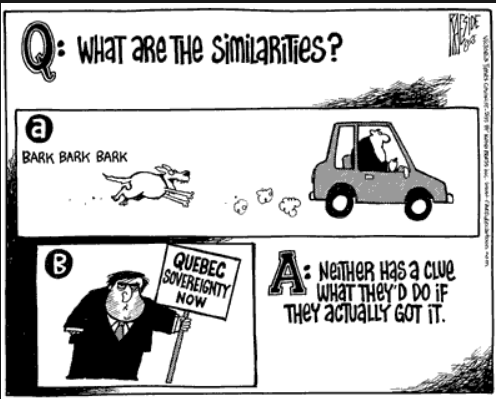 Q: WHAT ARE THE SIMILARITIES?
RAESIDE
a
BARK BARK BARK
B
QUEBEC
SOVEREIGNTY
NOW
A: NEITHER HAS A CLUE
WHAT THEY'D DO IF
THEY ACTUALLY GOT IT.